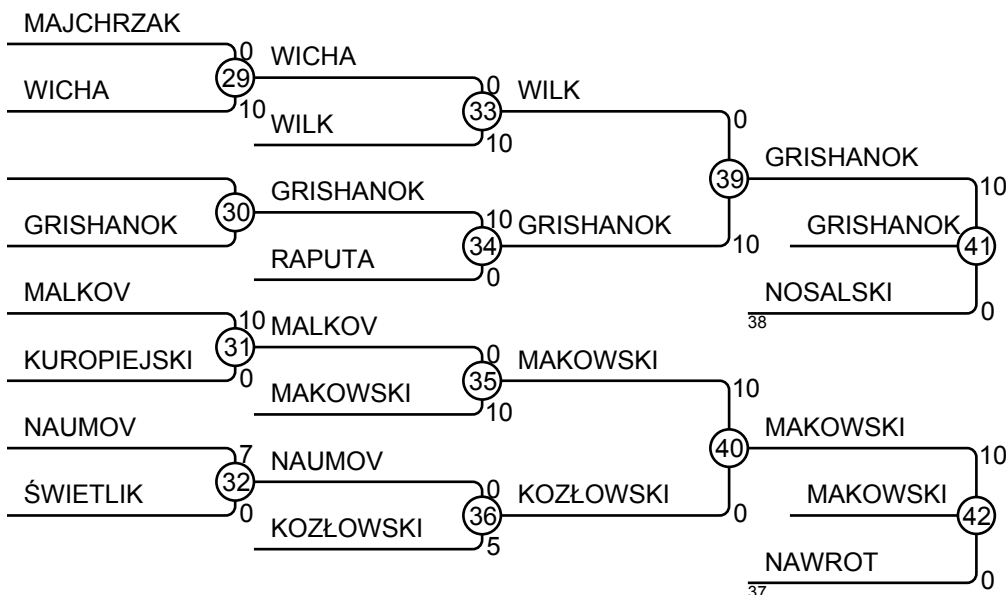 MAJCHRZAK
0
29
WICHA
WICHA
10
0
33
WILK
WILK
10
0
39
GRISHANOK
10
30
GRISHANOK
GRISHANOK
10
34
GRISHANOK
10
GRISHANOK
41
RAPUTA
0
NOSALSKI
38
0
MALKOV
10
31
MALKOV
KUROPIEJSKI
0
0
35
MAKOWSKI
MAKOWSKI
10
10
40
MAKOWSKI
10
NAUMOV
7
32
NAUMOV
ŚWIETLIK
0
0
36
KOZŁOWSKI
0
KOZŁOWSKI
5
MAKOWSKI
42
NAWROT
37
0